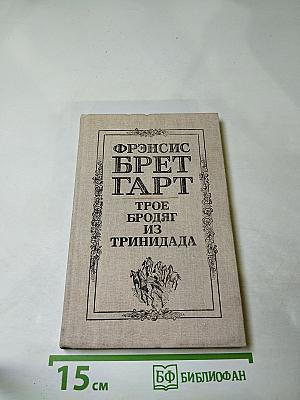 ФРЭНСИС
БРЕТ
ГАРТ
ТРОЕ
БРОДЯГ
ИЗ
ТРИНИДАДА
15 см
БФ БИБЛИОФАН